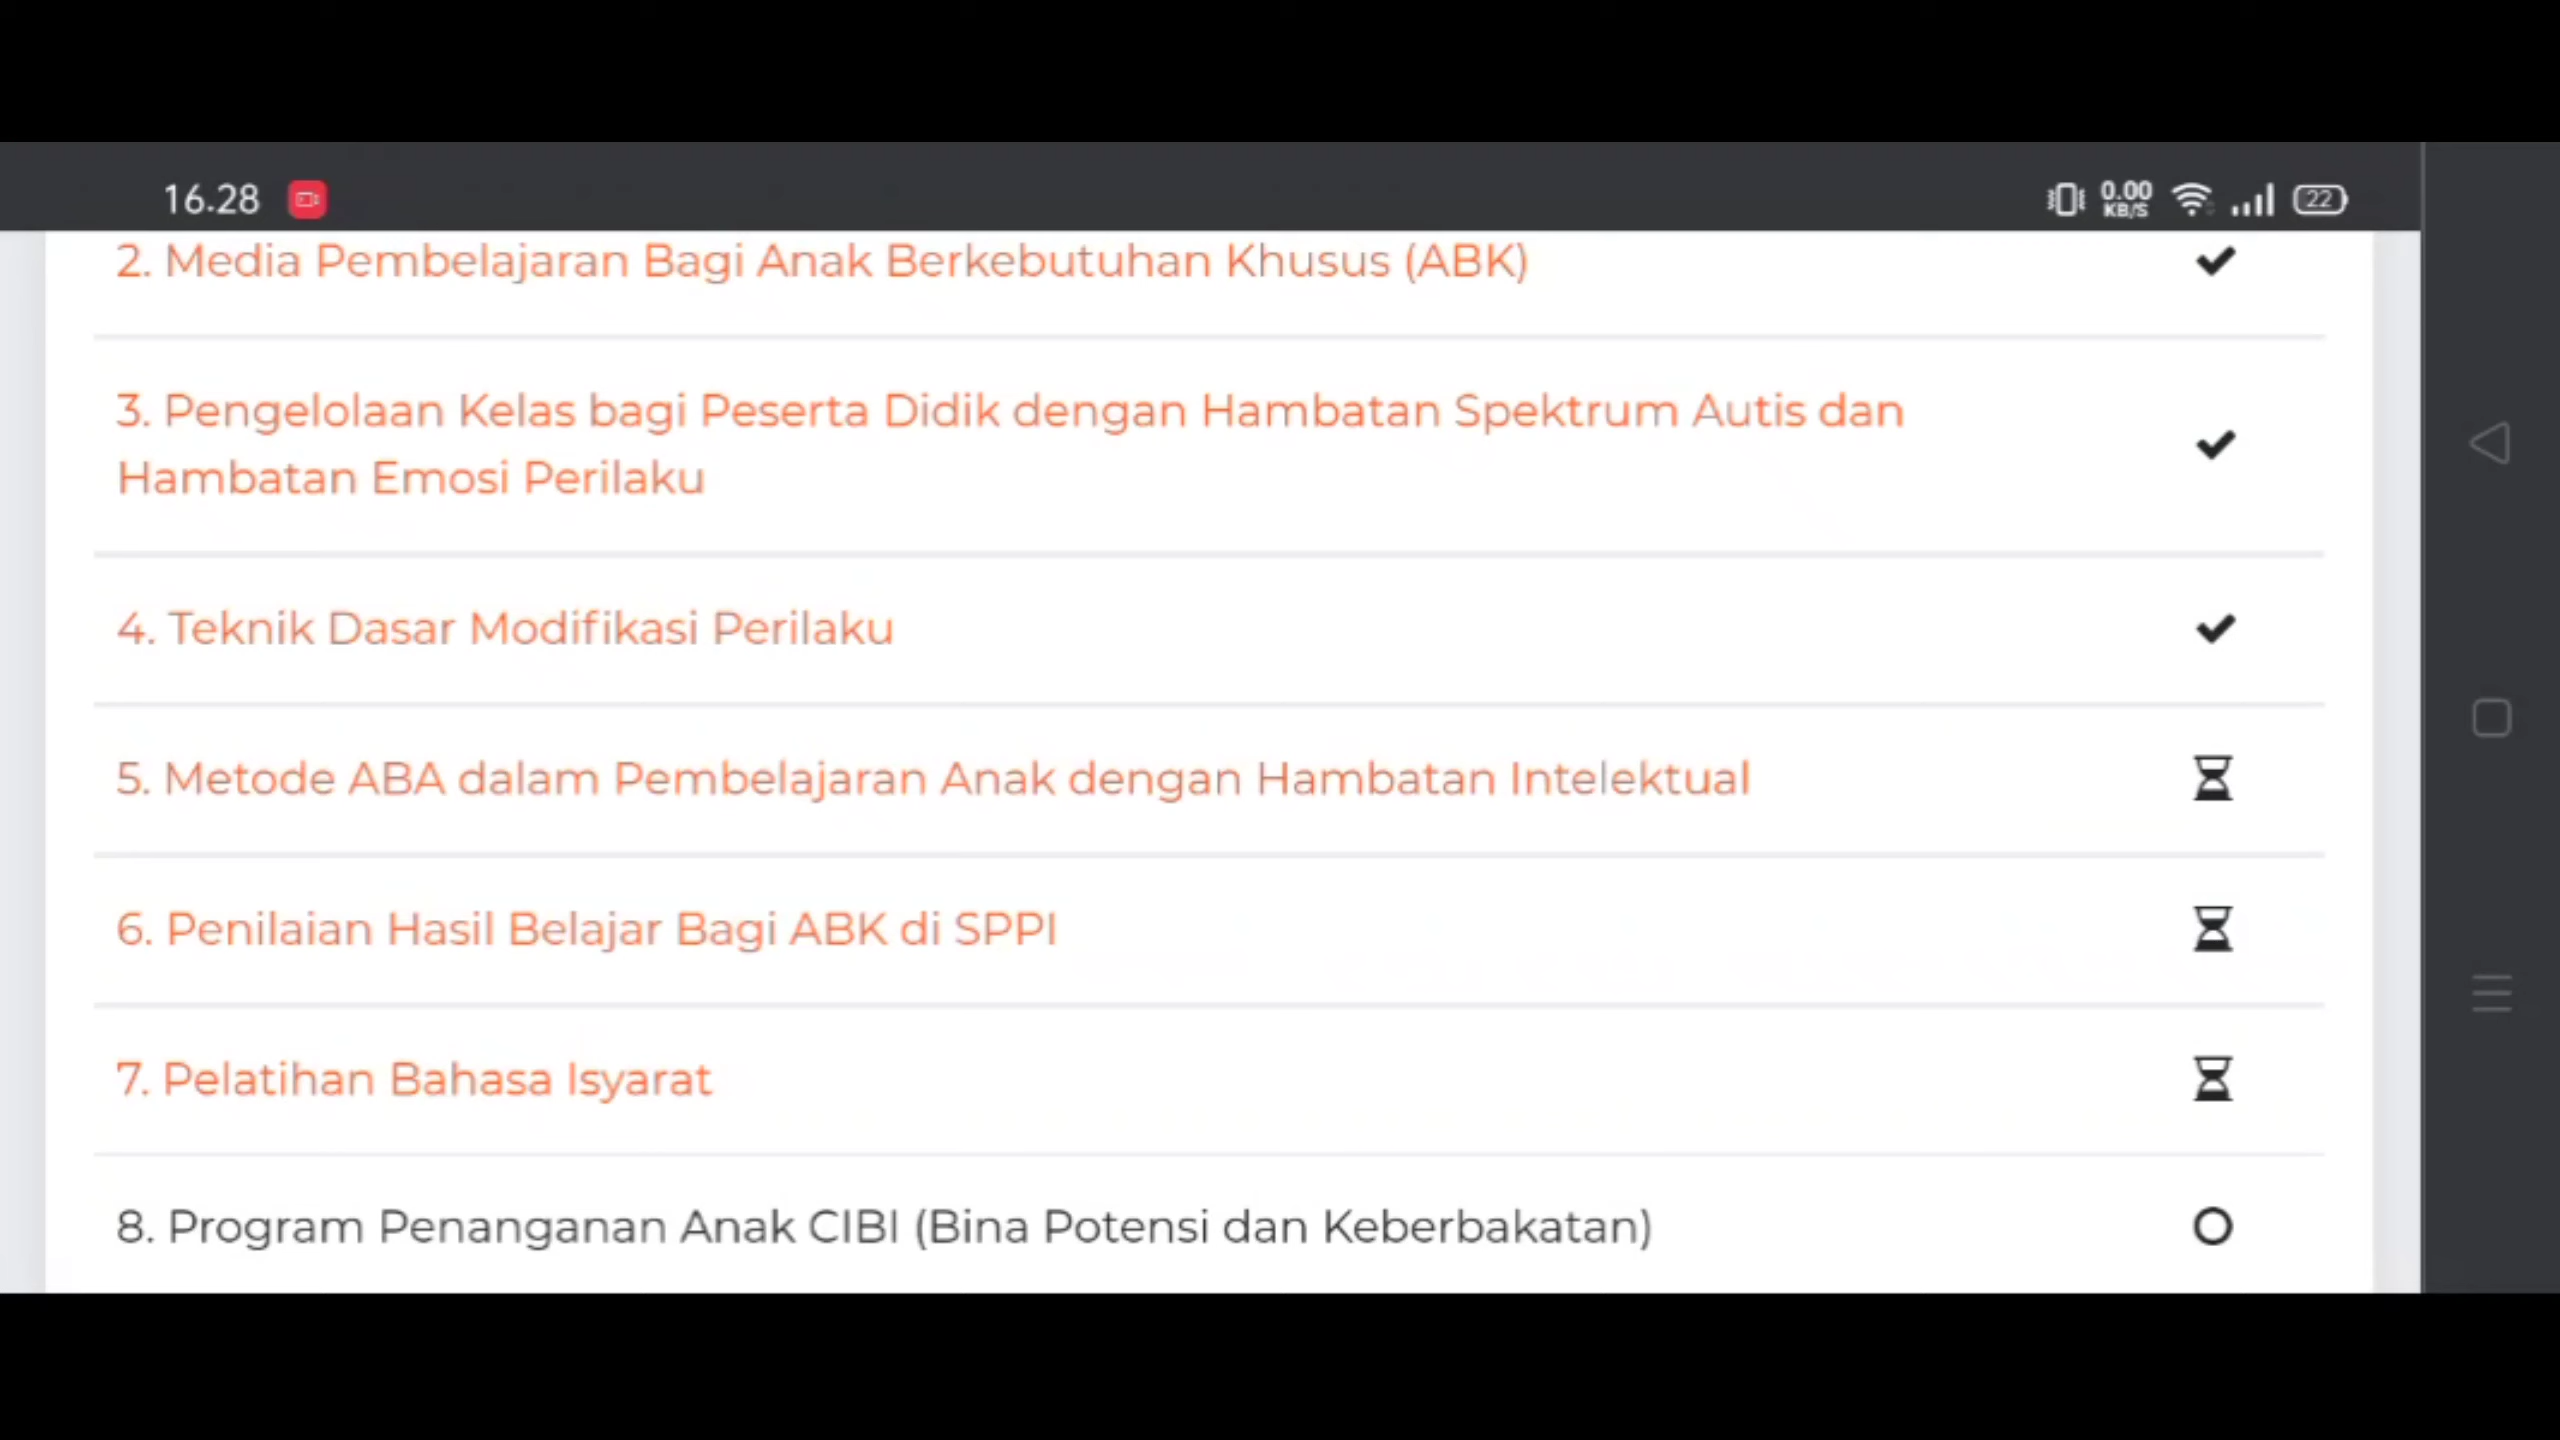 16.28
0.00
KB/S
22
2. Media Pembelajaran Bagi Anak Berkebutuhan Khusus (ABK)
3. Pengelolaan Kelas bagi Peserta Didik dengan Hambatan Spektrum Autis dan
Hambatan Emosi Perilaku
4. Teknik Dasar Modifikasi Perilaku
5. Metode ABA dalam Pembelajaran Anak dengan Hambatan Intelektual
6. Penilaian Hasil Belajar Bagi ABK di SPPI
7. Pelatihan Bahasa Isyarat
8. Program Penanganan Anak CIBI (Bina Potensi dan Keberbakatan)